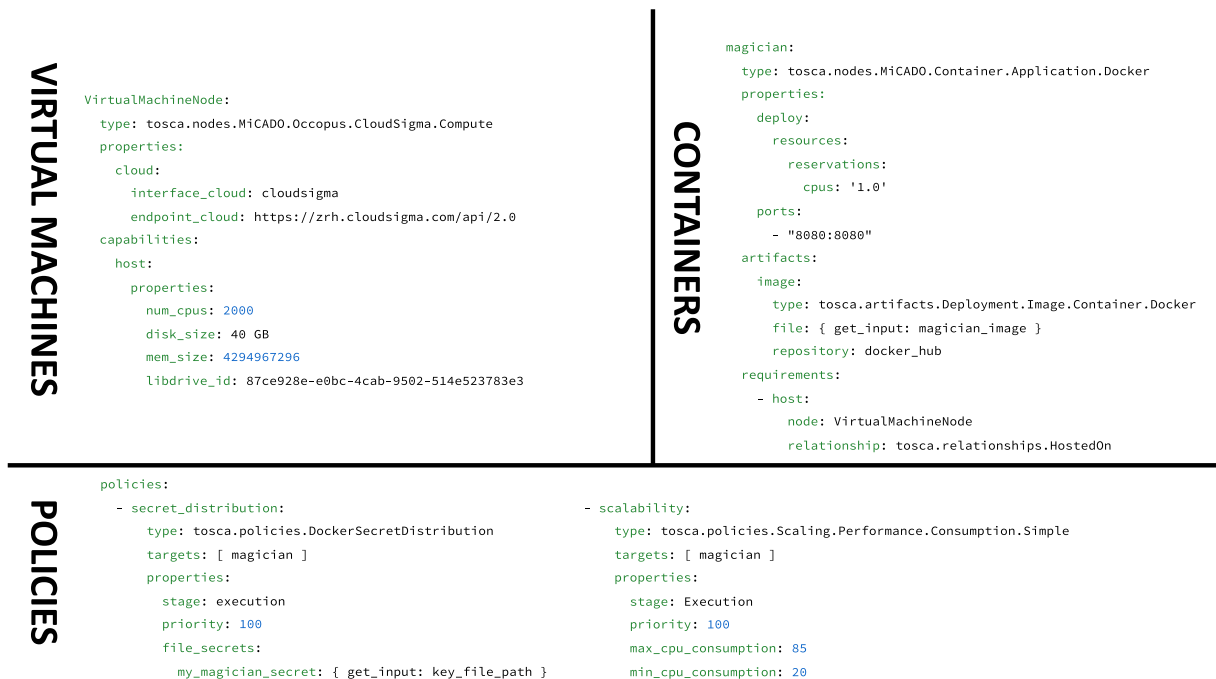 VIRTUAL MACHINES
VirtualMachineNode:
type: tosca.nodes.MiCADO.Occopus.CloudSigma.Compute
properties:
cloud:
interface_cloud: cloudsigma
endpoint_cloud: https://zrh.cloudsigma.com/api/2.0
capabilities:
host:
properties:
num_cpus: 2000
disk_size: 40 GB
mem_size: 4294967296
libdrive_id: 87ce928e-e0bc-4cab-9502-514e523783e3
CONTAINERS
magician:
type: tosca.nodes.MiCADO.Container.Application.Docker
properties:
deploy:
resources:
reservations:
cpus: '1.0'
ports:
- "8080:8080"
artifacts:
image:
type: tosca.artifacts.Deployment.Image.Container.Docker
file: { get_input: magician_image }
repository: docker_hub
requirements:
- host:
node: VirtualMachineNode
relationship: tosca.relationships.HostedOn
POLICIES
policies:
- secret_distribution:
type: tosca.policies.DockerSecretDistribution
targets: [ magician ]
properties:
stage: execution
priority: 100
file_secrets:
my_magician_secret: { get_input: key_file_path }
- scalability:
type: tosca.policies.Scaling.Performance.Consumption.Simple
targets: [ magician ]
properties:
stage: Execution
priority: 100
max_cpu_consumption: 85
min_cpu_consumption: 20